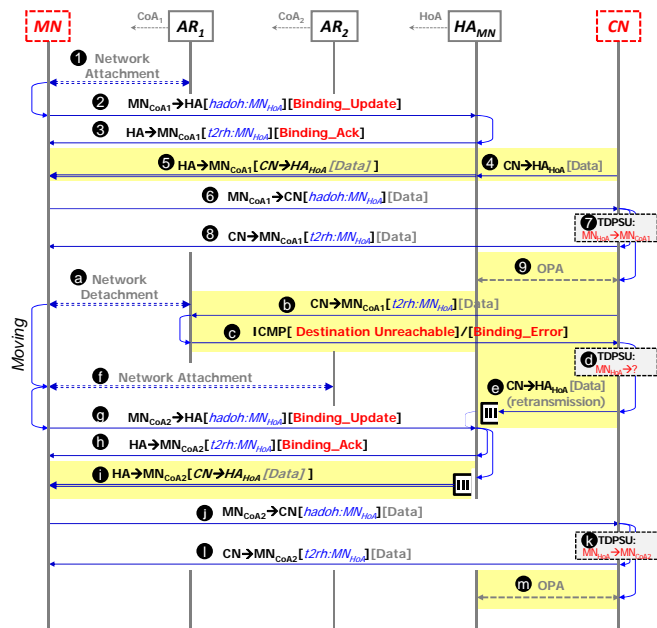 CoA1 CoA2 HoA
MN AR1 AR2 HAMN CN
1 Network
Attachment
2 MNCoA1→HA[hadoh:MNHoA][Binding_Update]
3 HA→MNCoA1[t2rh:MNHoA][Binding_Ack]
5 HA→MNCoA1[CN→HAHoA [Data] ] 4 CN→HAHoA[Data]
6 MNCoA1→CN[hadoh:MNHoA][Data]
7 TDPSU:
MNHoA→MNCoA1
8 CN→MNCoA1[t2rh:MNHoA][Data]
9 OPA
a Network
Detachment
b CN→MNCoA1[t2rh:MNHoA][Data]
c ICMP[ Destination Unreachable]/[Binding_Error]
Moving
d TDPSU:
MNHoA→?
f Network Attachment
e CN→HAHoA[Data]
(retransmission)
g MNCoA2→HA[hadoh:MNHoA][Binding_Update]
h HA→MNCoA2[t2rh:MNHoA][Binding_Ack]
i HA→MNCoA2[CN→HAHoA [Data] ]
j MNCoA2→CN[hadoh:MNHoA][Data]
k TDPSU:
MNHoA→MNCoA2
l CN→MNCoA2[t2rh:MNHoA][Data]
m OPA